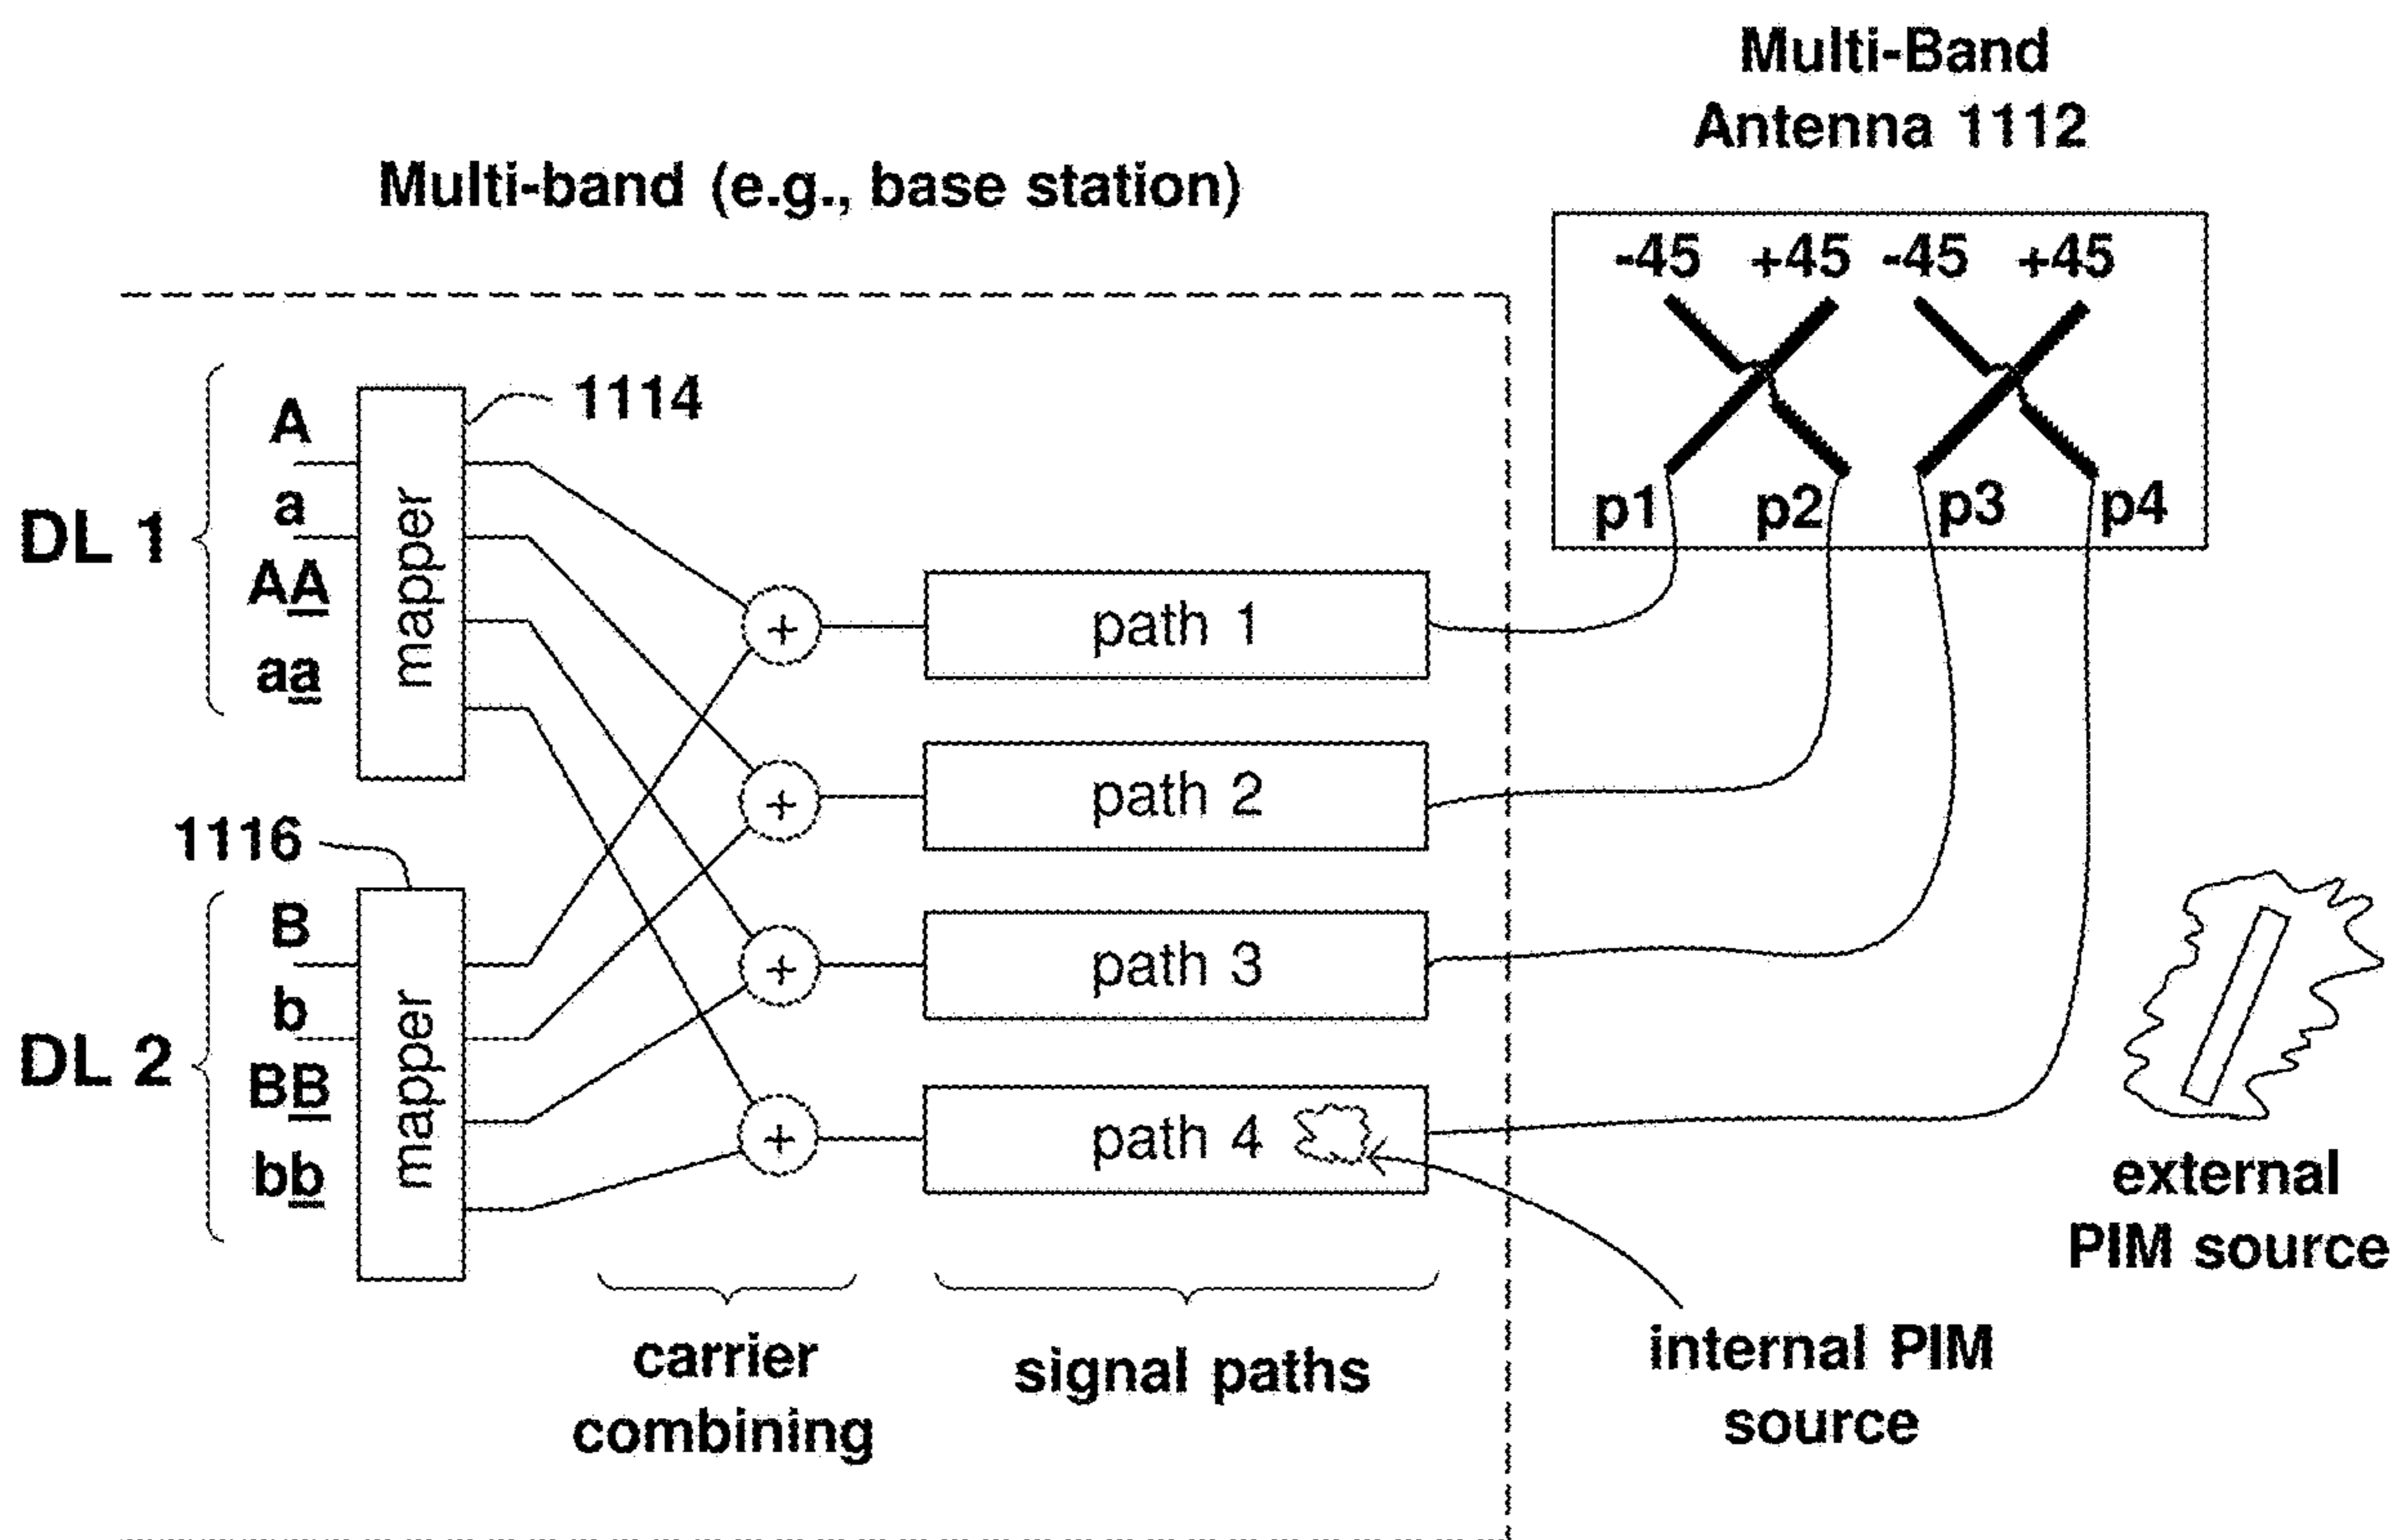 Multi-Band
Antenna 1112
Multi-band (e.g., base station)
-45 +45 -45 +45
p1 p2 p3 p4
DL 1
A
a
AA
aa
mapper
1114
DL 2
1116
B
b
BB
bb
mapper
+
+
+
+
path 1
path 2
path 3
path 4
carrier
combining
signal paths
internal PIM
source
external
PIM source